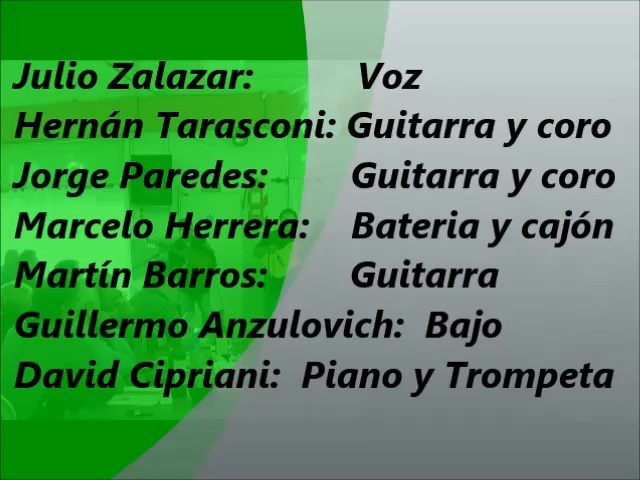 Julio Zalazar: Voz
Hernán Tarasconi: Guitarra y coro
Jorge Paredes: Guitarra y coro
Marcelo Herrera: Bateria y cajón
Martín Barros: Guitarra
Guillermo Anzulovich: Bajo
David Cipriani: Piano y Trompeta